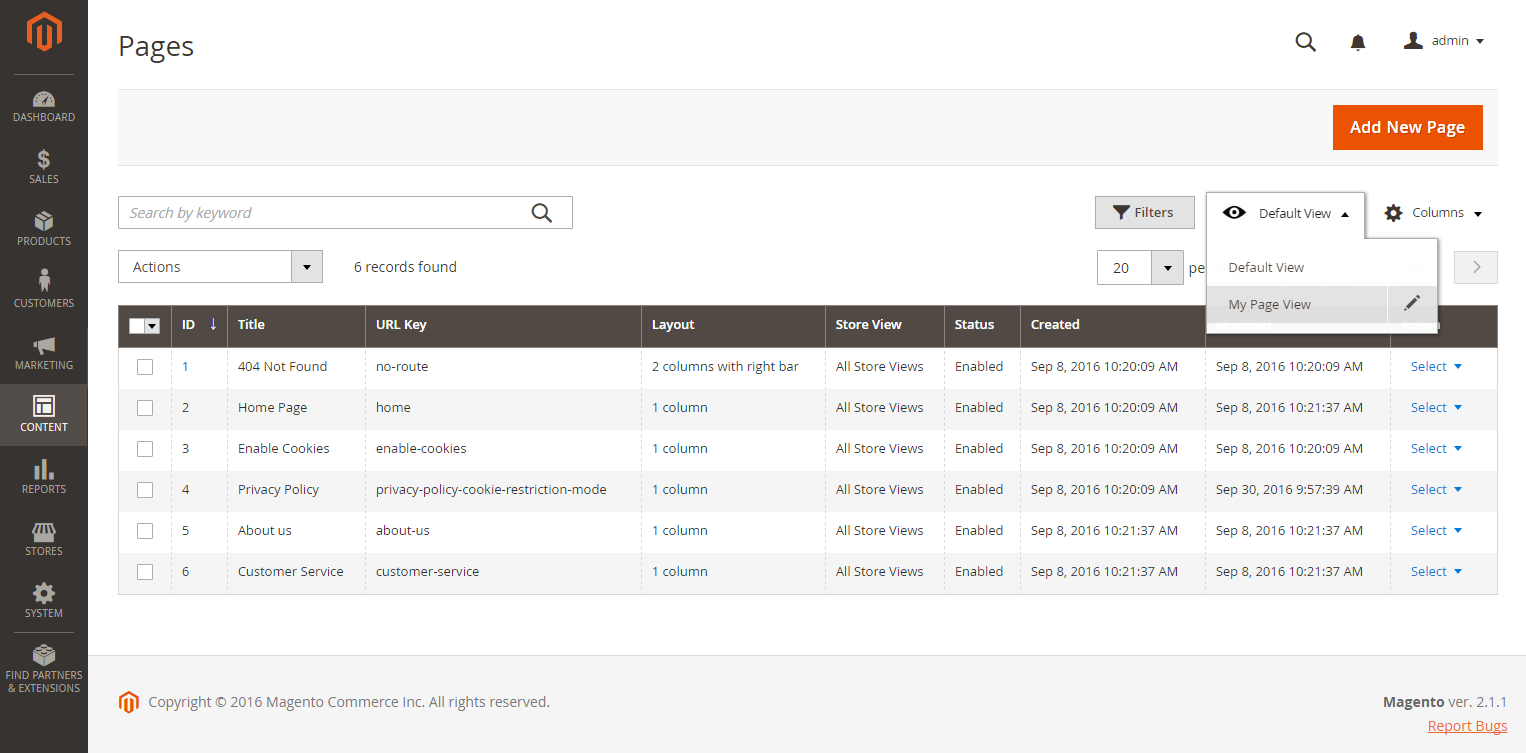 Pages
admin
DASHBOARD
SALES
PRODUCTS
CUSTOMERS
MARKETING
CONTENT
REPORTS
STORES
SYSTEM
FIND PARTNERS
& EXTENSIONS
Add New Page
Search by keyword
Filters
Default View
Columns
Actions
6 records found
20
Default View
My Page View
ID ↓ Title URL Key Layout Store View Status Created
1 404 Not Found no-route 2 columns with right bar All Store Views Enabled Sep 8, 2016 10:20:09 AM Sep 8, 2016 10:20:09 AM Select
2 Home Page home 1 column All Store Views Enabled Sep 8, 2016 10:20:09 AM Sep 8, 2016 10:21:37 AM Select
3 Enable Cookies enable-cookies 1 column All Store Views Enabled Sep 8, 2016 10:20:09 AM Sep 8, 2016 10:20:09 AM Select
4 Privacy Policy privacy-policy-cookie-restriction-mode 1 column All Store Views Enabled Sep 8, 2016 10:20:09 AM Sep 30, 2016 9:57:39 AM Select
5 About us about-us 1 column All Store Views Enabled Sep 8, 2016 10:21:37 AM Sep 8, 2016 10:21:37 AM Select
6 Customer Service customer-service 1 column All Store Views Enabled Sep 8, 2016 10:21:37 AM Sep 8, 2016 10:21:37 AM Select
Copyright © 2016 Magento Commerce Inc. All rights reserved.
Magento ver. 2.1.1
Report Bugs